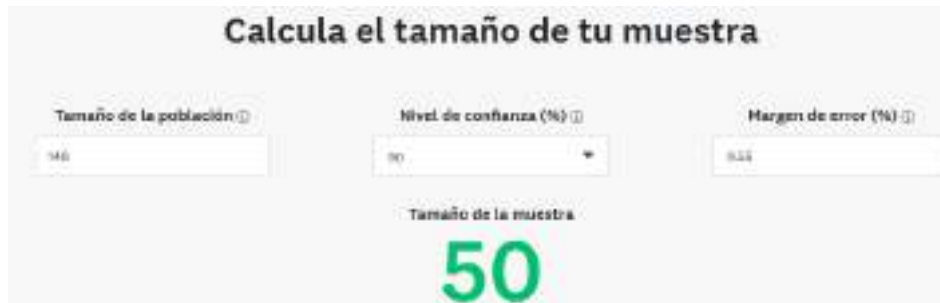 Calcula el tamaño de tu muestra
Tamaño de la población ⓘ
Nivel de confianza (%) ⓘ
Margen de error (%) ⓘ
90
Tamaño de la muestra
50